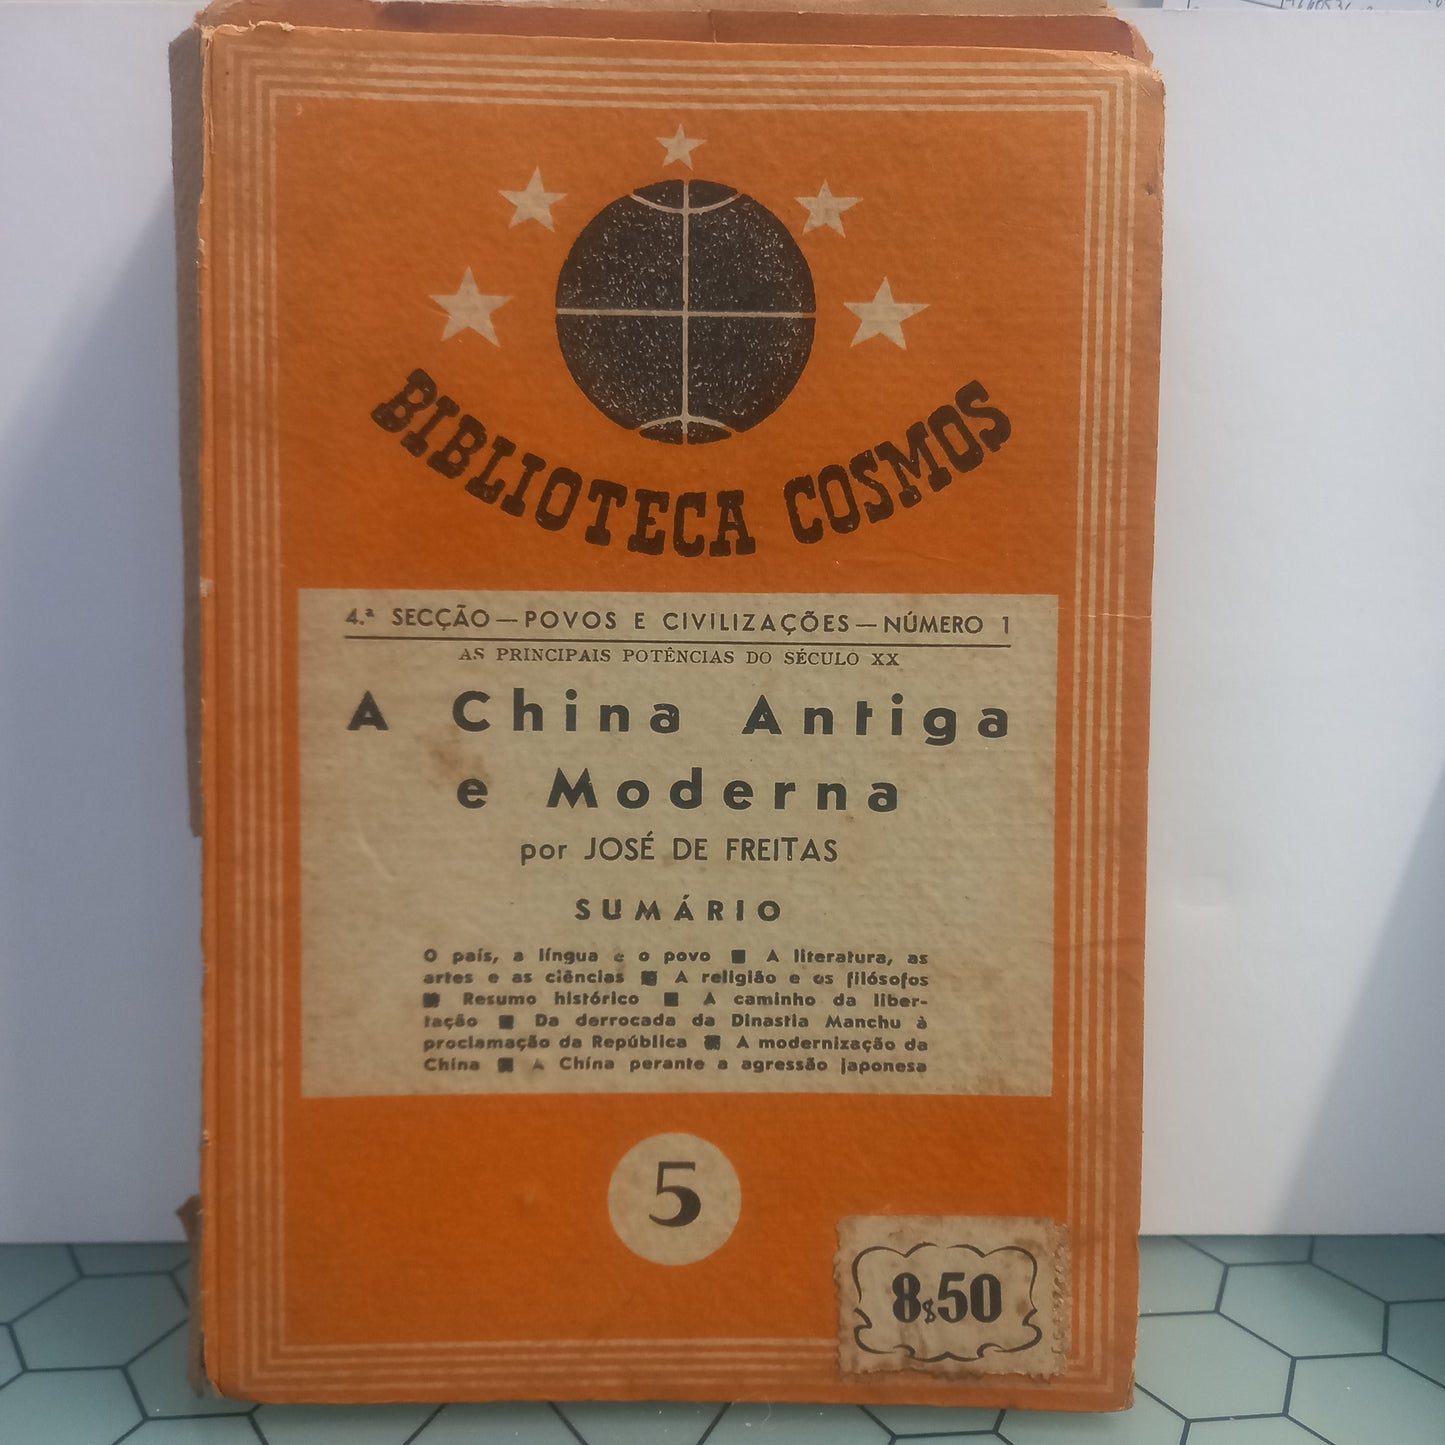 BIBLIOTECA COSMOS
4.ª SECÇÃO — POVOS E CIVILIZAÇÕES — NÚMERO 1
AS PRINCIPAIS POTÊNCIAS DO SÉCULO XX
A China Antiga
e Moderna
por JOSÉ DE FREITAS
SUMÁRIO
O país, a língua e o povo ■ A literatura, as
artes e as ciências ■ A religião e os filósofos
■ Resumo histórico ■ A caminho da liber-
tação ■ Da derrocada da Dinastia Manchu à
proclamação da República ■ A modernização da
China ■ A China perante a agressão japonesa
5
8$50